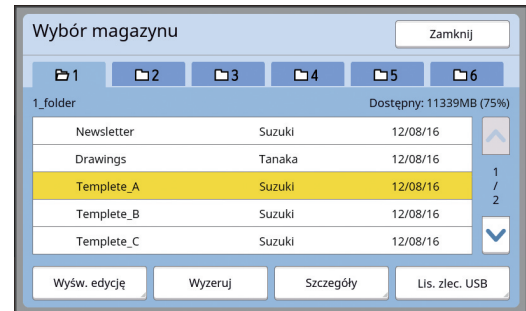 Wybór magazynu Zamknij
1 2 3 4 5 6
1_folder Dostępny: 11339MB (75%)
Newsletter Suzuki 12/08/16
Drawings Tanaka 12/08/16
Templete_A Suzuki 12/08/16
Templete_B Suzuki 12/08/16
Templete_C Suzuki 12/08/16
1
/
2
Wyśw. edycję Wyzeruj Szczegóły Lis. zlec. USB